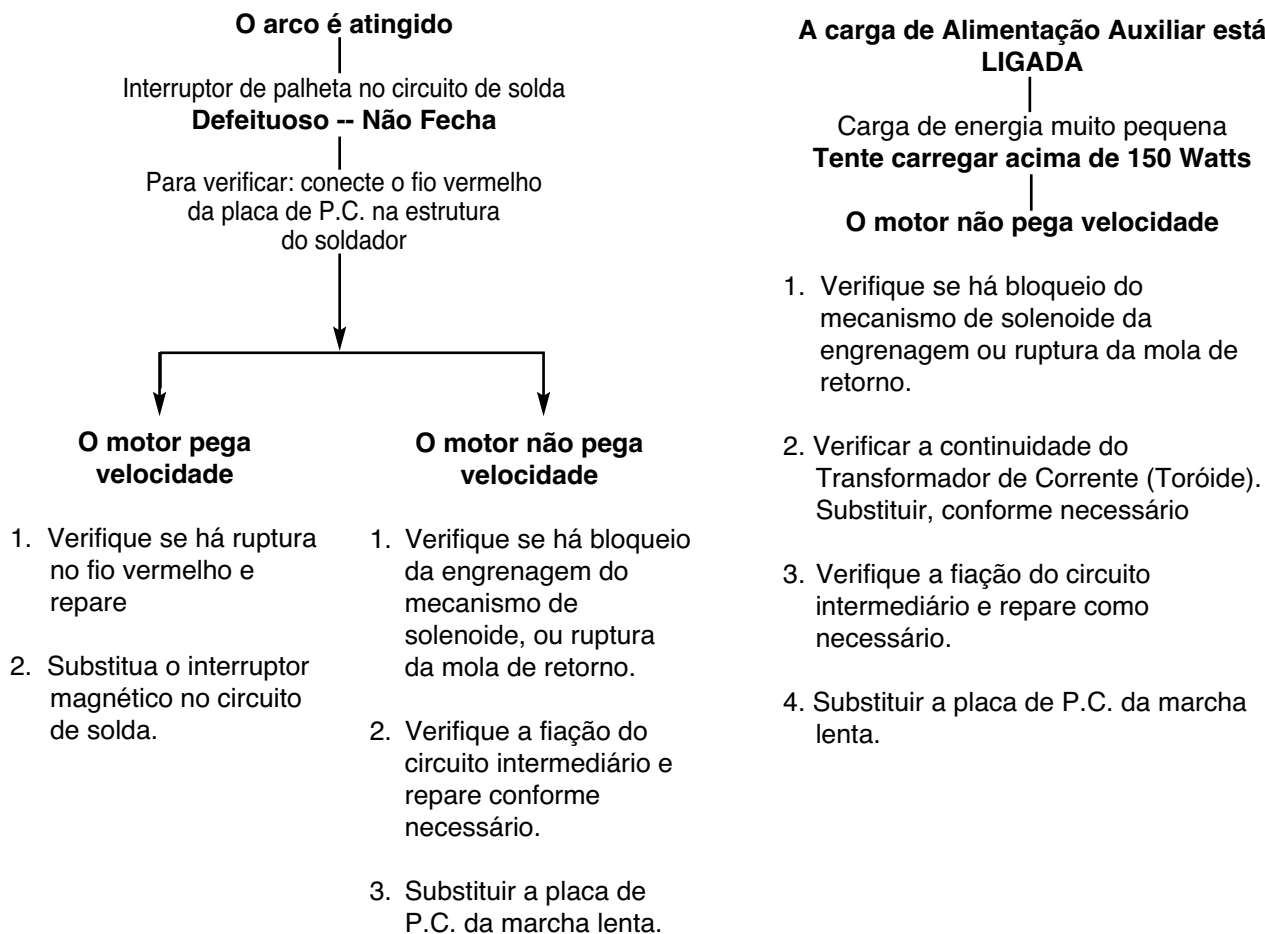 O arco é atingido
Interruptor de palheta no circuito de solda
Defeituoso -- Não Fecha
Para verificar: conecte o fio vermelho
da placa de P.C. na estrutura
do soldador
O motor pega
velocidade
1. Verifique se há ruptura
no fio vermelho e
repare
2. Substitua o interruptor
magnético no circuito
de solda.
O motor não pega
velocidade
1. Verifique se há bloqueio
da engrenagem do
mecanismo de
solenoide, ou ruptura
da mola de retorno.
2. Verifique a fiação do
circuito intermediário e
repare conforme
necessário.
3. Substituir a placa de
P.C. da marcha lenta.
A carga de Alimentação Auxiliar está
LIGADA
Carga de energia muito pequena
Tente carregar acima de 150 Watts
O motor não pega velocidade
1. Verifique se há bloqueio do
mecanismo de solenoide da
engrenagem ou ruptura da mola de
retorno.
2. Verificar a continuidade do
Transformador de Corrente (Toróide).
Substituir, conforme necessário
3. Verifique a fiação do circuito
intermediário e repare como
necessário.
4. Substituir a placa de P.C. da marcha
lenta.